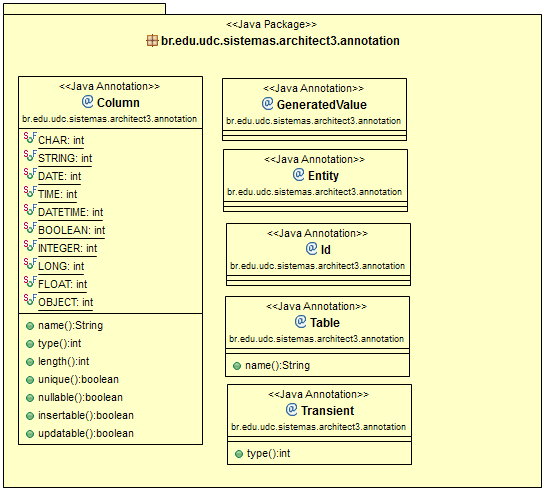 <<Java Package>>
br.edu.udc.sistemas.architect3.annotation
<<Java Annotation>>
Column
br.edu.udc.sistemas.architect3.annotation
CHAR: int
STRING: int
DATE: int
TIME: int
DATETIME: int
BOOLEAN: int
INTEGER: int
LONG: int
FLOAT: int
OBJECT: int
name():String
type():int
length():int
unique():boolean
nullable():boolean
insertable():boolean
updatable():boolean
<<Java Annotation>>
GeneratedValue
br.edu.udc.sistemas.architect3.annotation
<<Java Annotation>>
Entity
br.edu.udc.sistemas.architect3.annotation
<<Java Annotation>>
Id
br.edu.udc.sistemas.architect3.annotation
<<Java Annotation>>
Table
br.edu.udc.sistemas.architect3.annotation
name():String
<<Java Annotation>>
Transient
br.edu.udc.sistemas.architect3.annotation
type():int